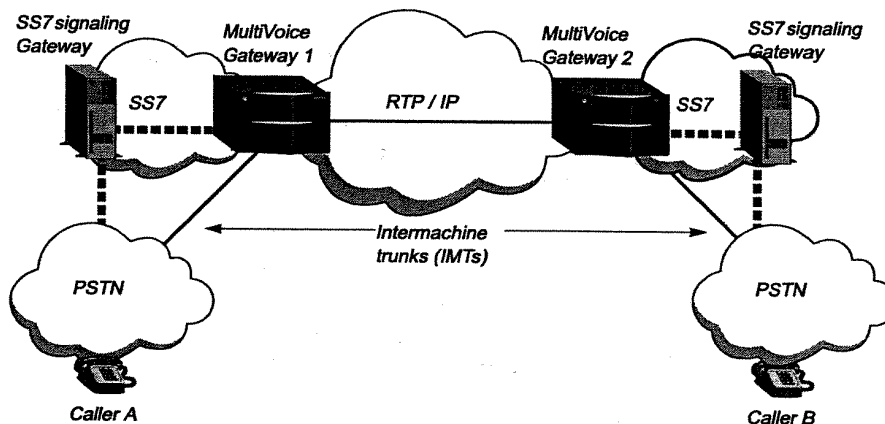 SS7 signaling
Gateway
MultiVoice
Gateway 1
MultiVoice
Gateway 2
SS7 signaling
Gateway
SS7
RTP / IP
SS7
Intermachine
trunks (IMTs)
PSTN
PSTN
Caller A
Caller B